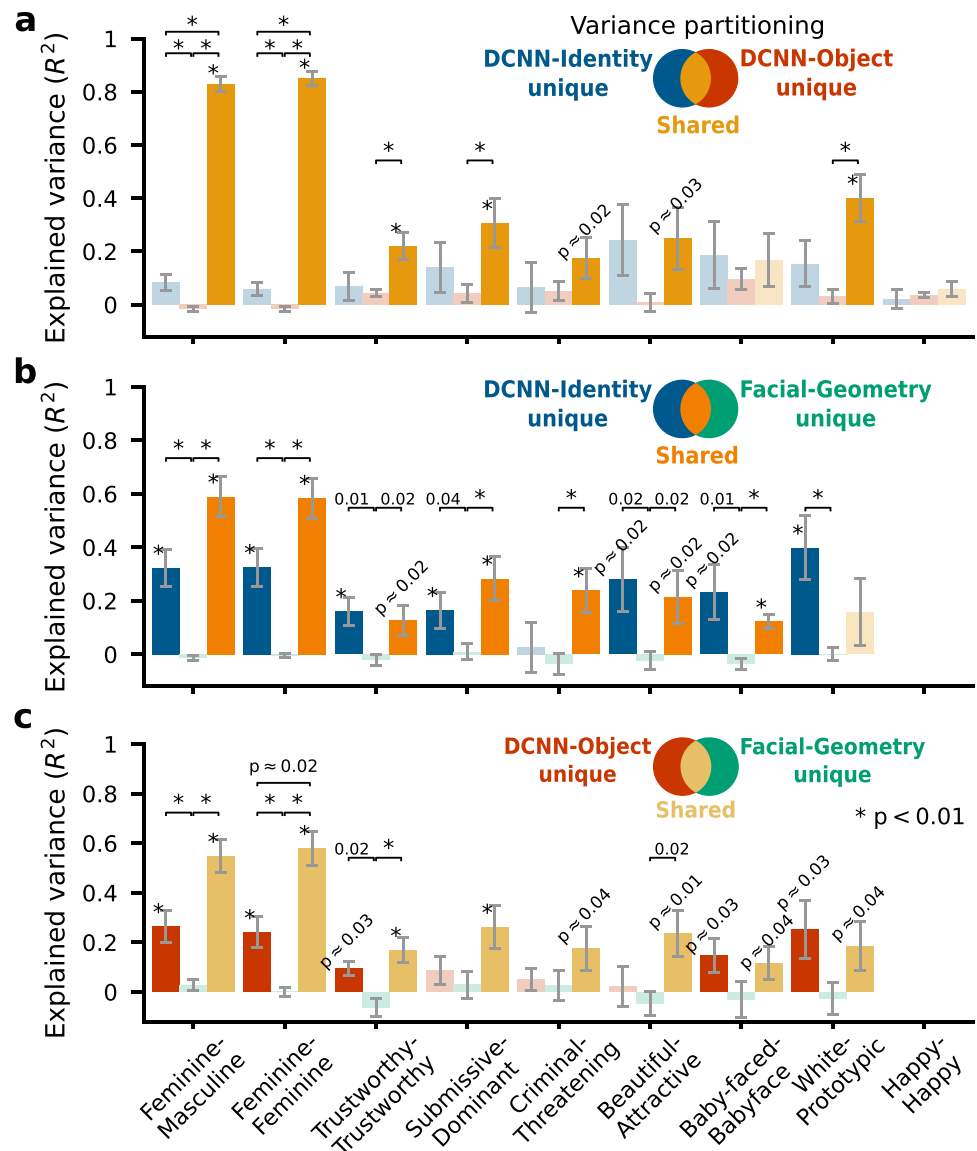 a
Variance partitioning
DCNN-Identity unique
DCNN-Object unique
Shared
Explained variance (R²)
1
0.8
0.6
0.4
0.2
0
* * * * * * * *
* * * *
p ≈ 0.02
p ≈ 0.03
* *
b
DCNN-Identity unique
Facial-Geometry unique
Shared
Explained variance (R²)
1
0.8
0.6
0.4
0.2
0
* * * *
* * * *
0.01 0.02
* p ≈ 0.02
0.04 *
* *
*
0.02 0.02
p ≈ 0.02
p ≈ 0.02
0.01 *
p ≈ 0.02
*
*
*
c
DCNN-Object unique
Facial-Geometry unique
Shared
* p < 0.01
Explained variance (R²)
1
0.8
0.6
0.4
0.2
0
* *
* *
p ≈ 0.02
* *
* *
0.02 *
p ≈ 0.03
*
*
p ≈ 0.04
0.02
p ≈ 0.01
p ≈ 0.03
p ≈ 0.04
p ≈ 0.03
p ≈ 0.04
Feminine-
Masculine
Feminine-
Feminine
Trustworthy-
Trustworthy
Submissive-
Dominant
Criminal-
Threatening
Beautiful-
Attractive
Baby-faced-
Babyface
White-
Prototypic
Happy-
Happy